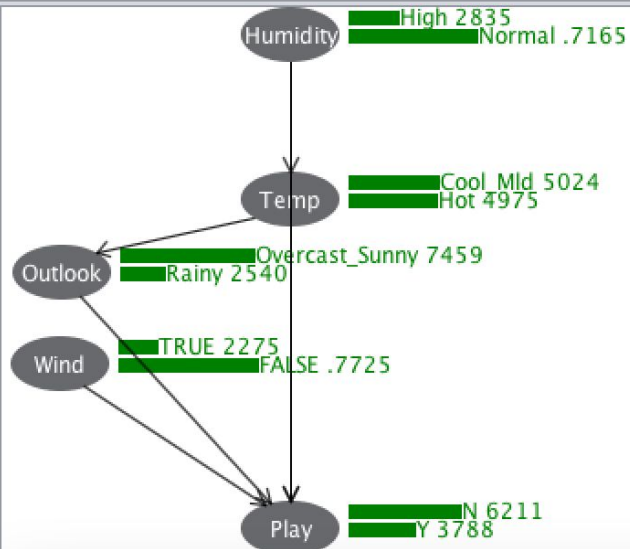 Humidity
High 2835
Normal .7165
Temp
Cool_Mld 5024
Hot 4975
Outlook
Overcast_Sunny 7459
Rainy 2540
Wind
TRUE 2275
FALSE .7725
Play
N 6211
Y 3788